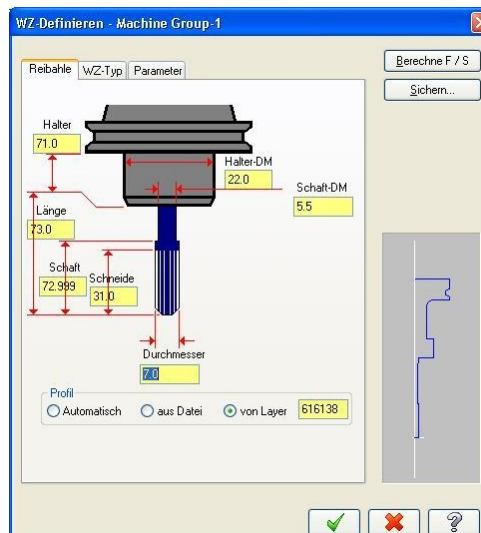 WZ-Definieren - Machine Group-1
Reibahle
WZ-Typ
Parameter
Berechne F / S
Sichern...
Halter
71.0
Halter-DM
22.0
Schaft-DM
5.5
Länge
73.0
Schaft
72.999
Schneide
31.0
Durchmesser
7.0
Profil
Automatisch
aus Datei
von Layer
616138